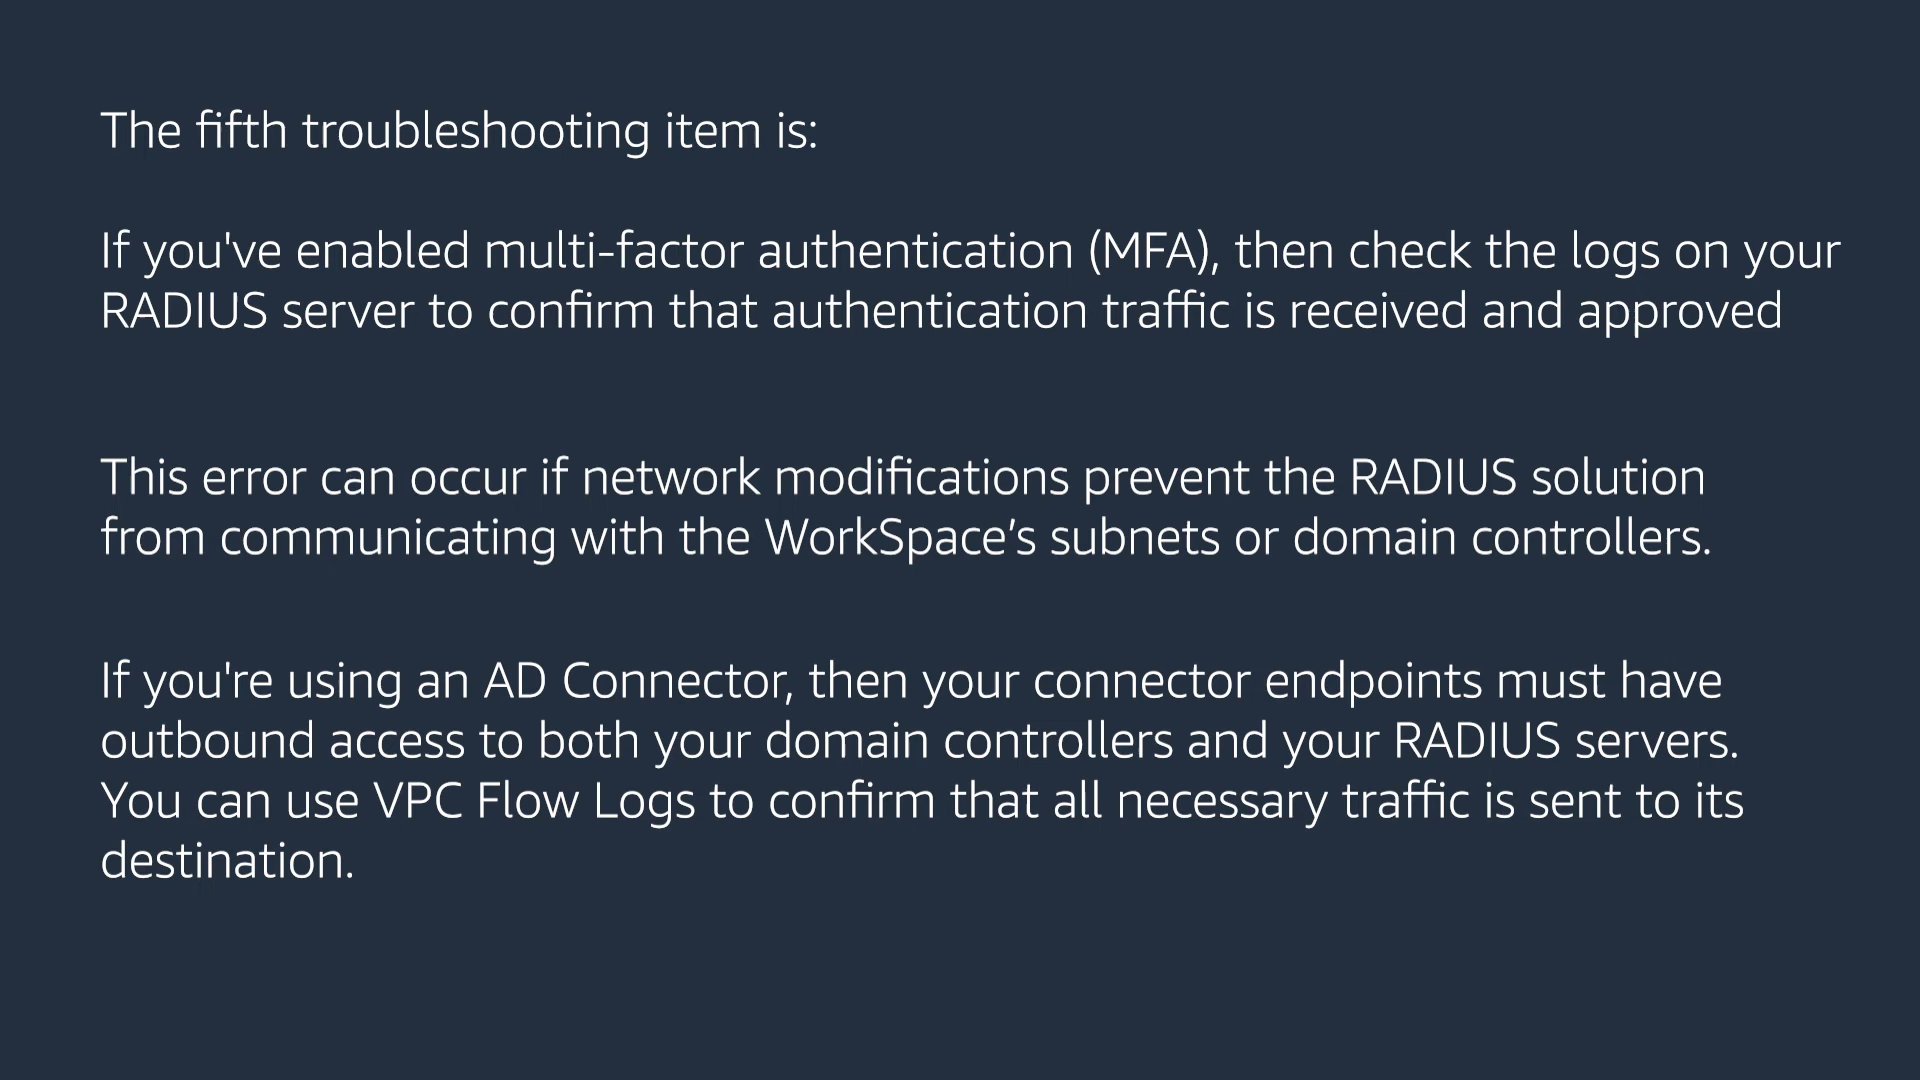 The fifth troubleshooting item is:
If you've enabled multi-factor authentication (MFA), then check the logs on your
RADIUS server to confirm that authentication traffic is received and approved
This error can occur if network modifications prevent the RADIUS solution
from communicating with the WorkSpace’s subnets or domain controllers.
If you're using an AD Connector, then your connector endpoints must have
outbound access to both your domain controllers and your RADIUS servers.
You can use VPC Flow Logs to confirm that all necessary traffic is sent to its
destination.